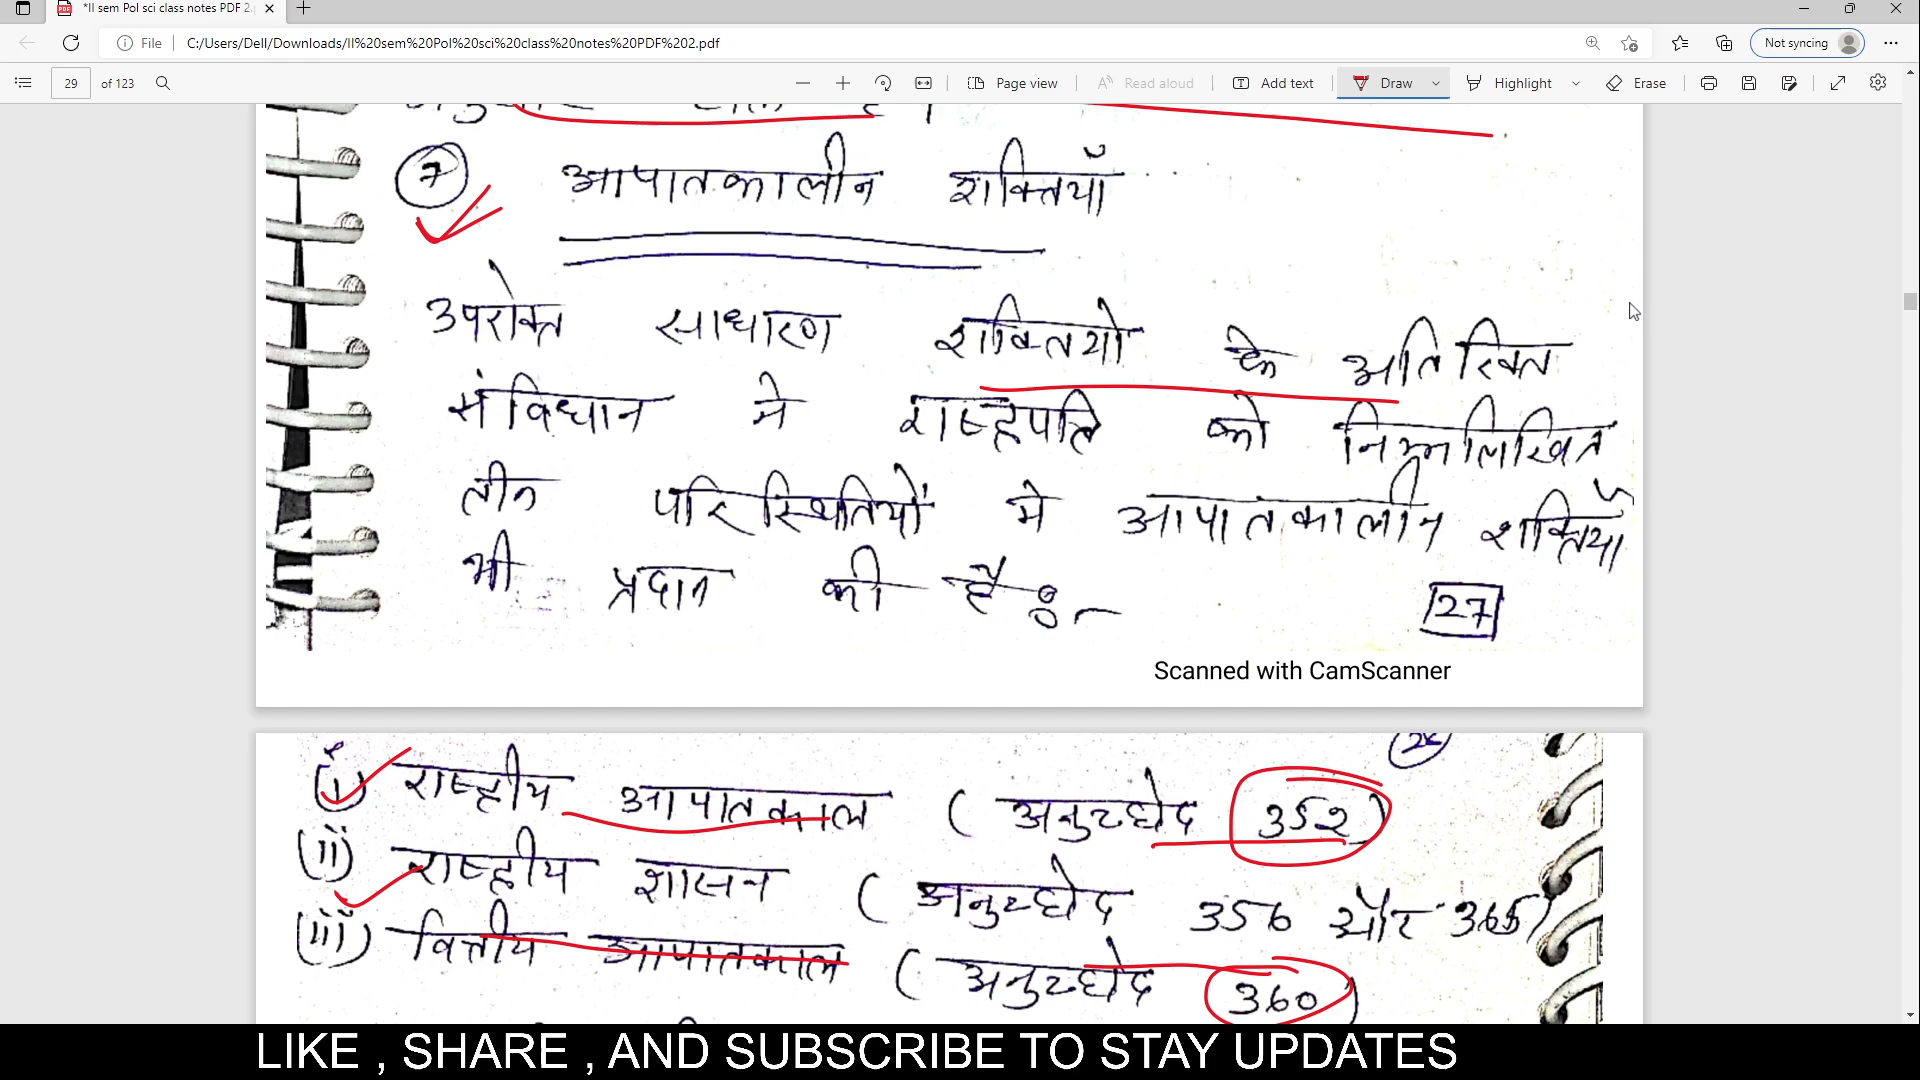 *II sem Pol sci class notes PDF 2.p
File C:/Users/Dell/Downloads/II%20sem%20Pol%20sci%20class%20notes%20PDF%202.pdf Not syncing
29 of 123 Page view Read aloud Add text Draw Highlight Erase
7 आपातकालीन शक्तियाँ
उपरोक्त साधारण शक्तियो के अतिरिक्त
संविधान ने राष्ट्रपति को निम्नलिखित
तीन परिस्थितियों मे आपातकालीन शक्तियाँ
भी प्रदान की है :-
27
Scanned with CamScanner
(i) राष्ट्रीय आपातकाल ( अनुच्छेद 352)
(ii) राष्ट्रीय शासन ( अनुच्छेद 356 और 365)
(iii) वित्तीय आपातकाल ( अनुच्छेद 360)
LIKE , SHARE , AND SUBSCRIBE TO STAY UPDATES